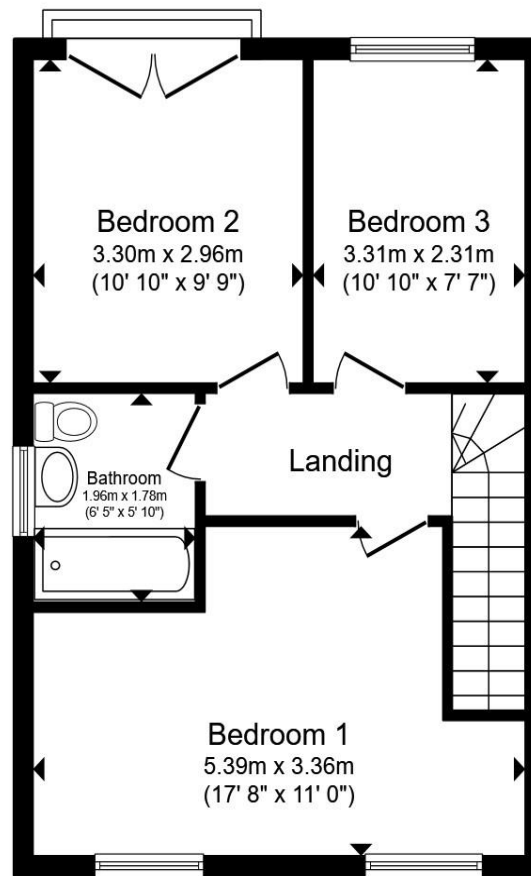 Bedroom 2
3.30m x 2.96m
(10' 10" x 9' 9")
Bedroom 3
3.31m x 2.31m
(10' 10" x 7' 7")
Landing
Bathroom
1.96m x 1.78m
(6' 5" x 5' 10")
Bedroom 1
5.39m x 3.36m
(17' 8" x 11' 0")